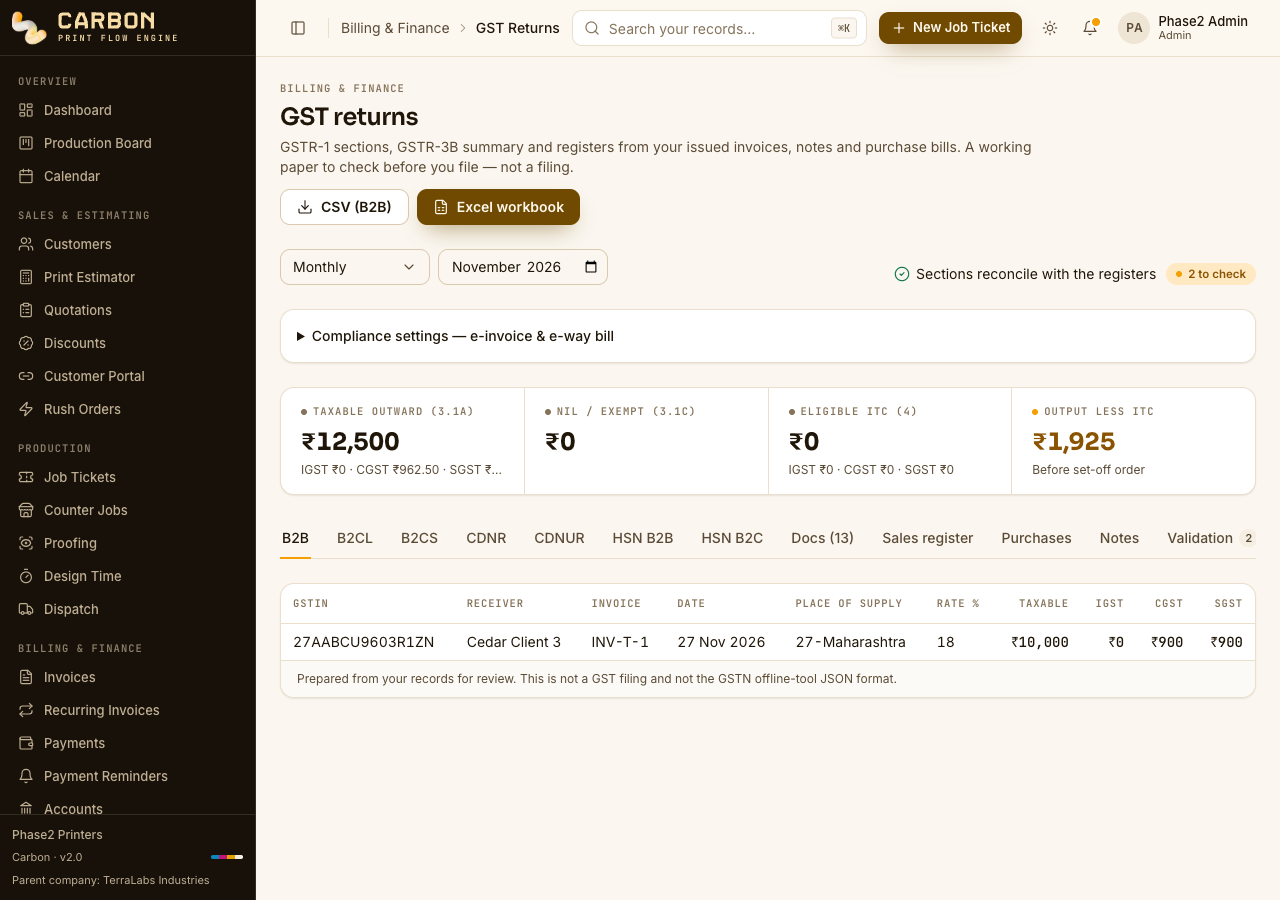 CARBON
PRINT FLOW ENGINE
OVERVIEW
Dashboard
Production Board
Calendar
SALES & ESTIMATING
Customers
Print Estimator
Quotations
Discounts
Customer Portal
Rush Orders
PRODUCTION
Job Tickets
Counter Jobs
Proofing
Design Time
Dispatch
BILLING & FINANCE
Invoices
Recurring Invoices
Payments
Payment Reminders
Accounts
Phase2 Printers
Carbon · v2.0
Parent company: TerraLabs Industries
Billing & Finance > GST Returns
Search your records... ⌘K
+ New Job Ticket
PA
Phase2 Admin
Admin
BILLING & FINANCE
GST returns
GSTR-1 sections, GSTR-3B summary and registers from your issued invoices, notes and purchase bills. A working
paper to check before you file — not a filing.
CSV (B2B) Excel workbook
Monthly November 2026
Sections reconcile with the registers 2 to check
Compliance settings — e-invoice & e-way bill
TAXABLE OUTWARD (3.1A)
₹12,500
IGST ₹0 · CGST ₹962.50 · SGST ₹…
NIL / EXEMPT (3.1C)
₹0
ELIGIBLE ITC (4)
₹0
IGST ₹0 · CGST ₹0 · SGST ₹0
OUTPUT LESS ITC
₹1,925
Before set-off order
B2B B2CL B2CS CDNR CDNUR HSN B2B HSN B2C Docs (13) Sales register Purchases Notes Validation 2
GSTIN RECEIVER INVOICE DATE PLACE OF SUPPLY RATE % TAXABLE IGST CGST SGST
27AABCU9603R1ZN Cedar Client 3 INV-T-1 27 Nov 2026 27-Maharashtra 18 ₹10,000 ₹0 ₹900 ₹900
Prepared from your records for review. This is not a GST filing and not the GSTN offline-tool JSON format.